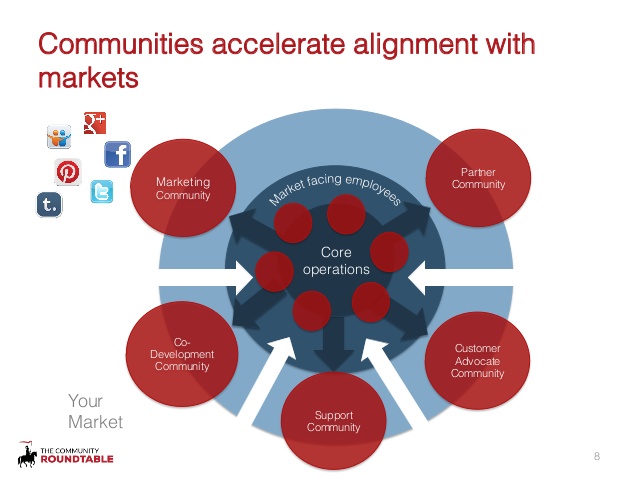 Communities accelerate alignment with
markets
g+
f
t.
Marketing
Community
Partner
Community
Market facing employees
Core
operations
Co-
Development
Community
Customer
Advocate
Community
Support
Community
Your
Market
THE COMMUNITY
ROUNDTABLE
8